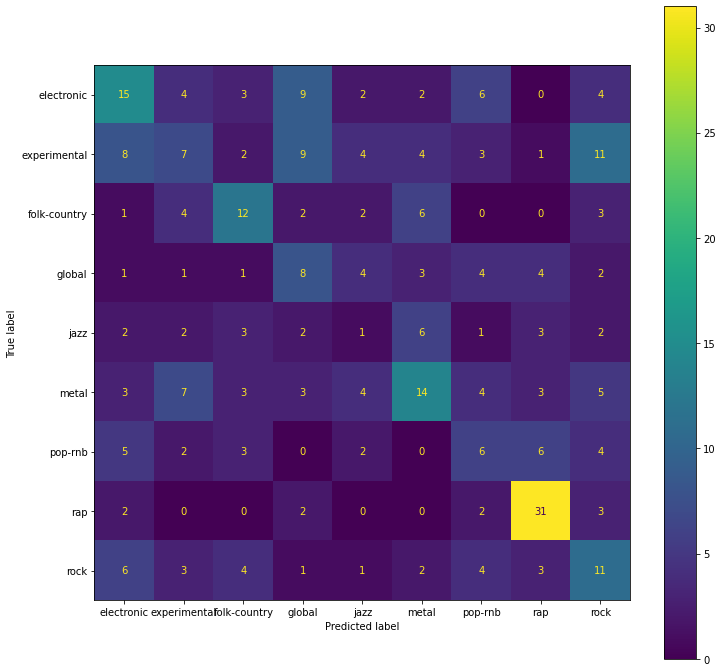 electronic 15 4 3 9 2 2 6 0 4
experimental 8 7 2 9 4 4 3 1 11
folk-country 1 4 12 2 2 6 0 0 3
global 1 1 1 8 4 3 4 4 2
jazz 2 2 3 2 1 6 1 3 2
metal 3 7 3 3 4 14 4 3 5
pop-rnb 5 2 3 0 2 0 6 6 4
rap 2 0 0 2 0 0 2 31 3
rock 6 3 4 1 1 2 4 3 11
electronic experimental folk-country global jazz metal pop-rnb rap rock
Predicted label
True label
30
25
20
15
10
5
0